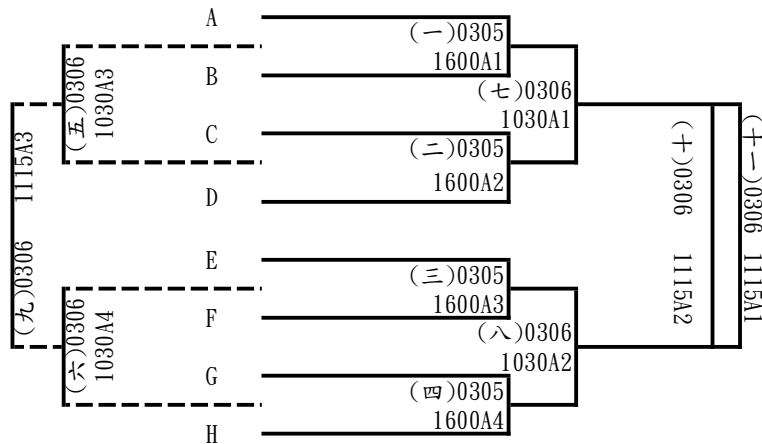 A
(一)0305
1600A1
B
(五)0306
1030A3
(七)0306
1030A1
C
(二)0305
1600A2
D
(九)0306 1115A3
(十)0306 1115A2
(十一)0306 1115A1
E
(三)0305
1600A3
F
(六)0306
1030A4
(八)0306
1030A2
G
(四)0305
1600A4
H